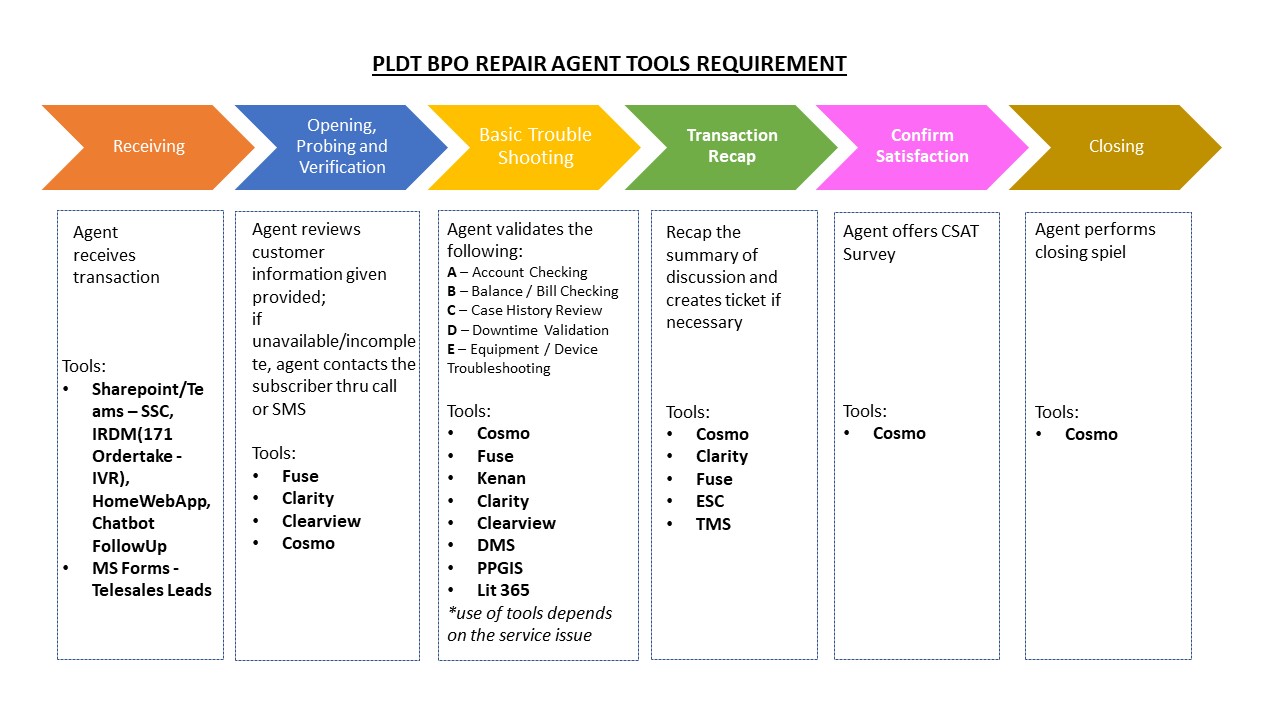 PLDT BPO REPAIR AGENT TOOLS REQUIREMENT
Receiving
Opening,
Probing and
Verification
Basic Trouble
Shooting
Transaction
Recap
Confirm
Satisfaction
Closing
Agent
receives
transaction
Tools:
• Sharepoint/Te
ams – SSC,
IRDM(171
Ordertake -
IVR),
HomeWebApp,
Chatbot
FollowUp
• MS Forms -
Telesales Leads
Agent reviews
customer
information given
provided;
if
unavailable/incomple
te, agent contacts the
subscriber thru call
or SMS
Tools:
• Fuse
• Clarity
• Clearview
• Cosmo
Agent validates the
following:
A – Account Checking
B – Balance / Bill Checking
C – Case History Review
D – Downtime Validation
E – Equipment / Device
Troubleshooting
Tools:
• Cosmo
• Fuse
• Kenan
• Clarity
• Clearview
• DMS
• PPGIS
• Lit 365
*use of tools depends
on the service issue
Recap the
summary of
discussion and
creates ticket if
necessary
Tools:
• Cosmo
• Clarity
• Fuse
• ESC
• TMS
Agent offers CSAT
Survey
Tools:
• Cosmo
Agent performs
closing spiel
Tools:
• Cosmo